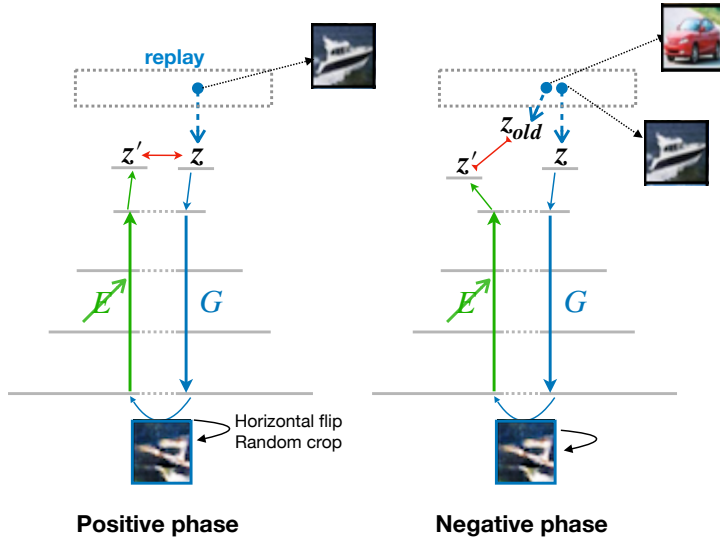 replay
z′ z
E G
Horizontal flip
Random crop
Positive phase
z_old
z′ z
E G
Negative phase